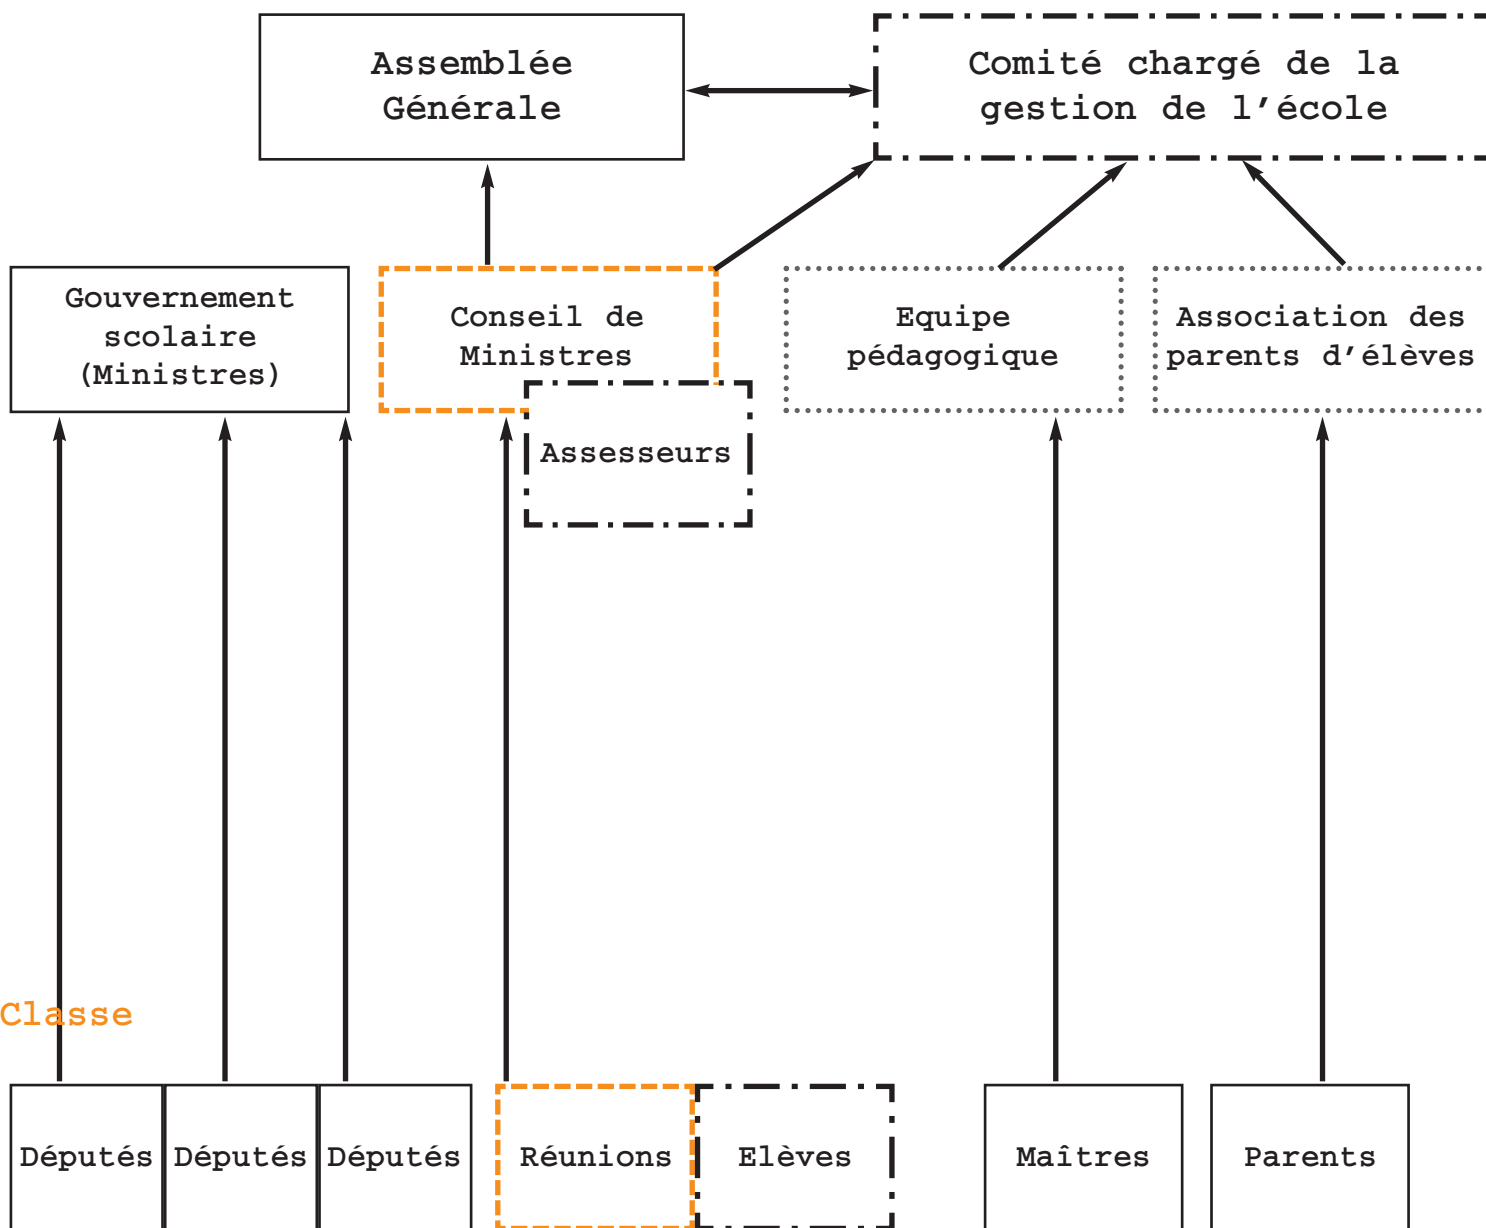 Assemblée
Générale
Comité chargé de la
gestion de l’école
Gouvernement
scolaire
(Ministres)
Conseil de
Ministres
Equipe
pédagogique
Association des
parents d’élèves
Assesseurs
Classe
Députés
Députés
Députés
Réunions
Elèves
Maîtres
Parents